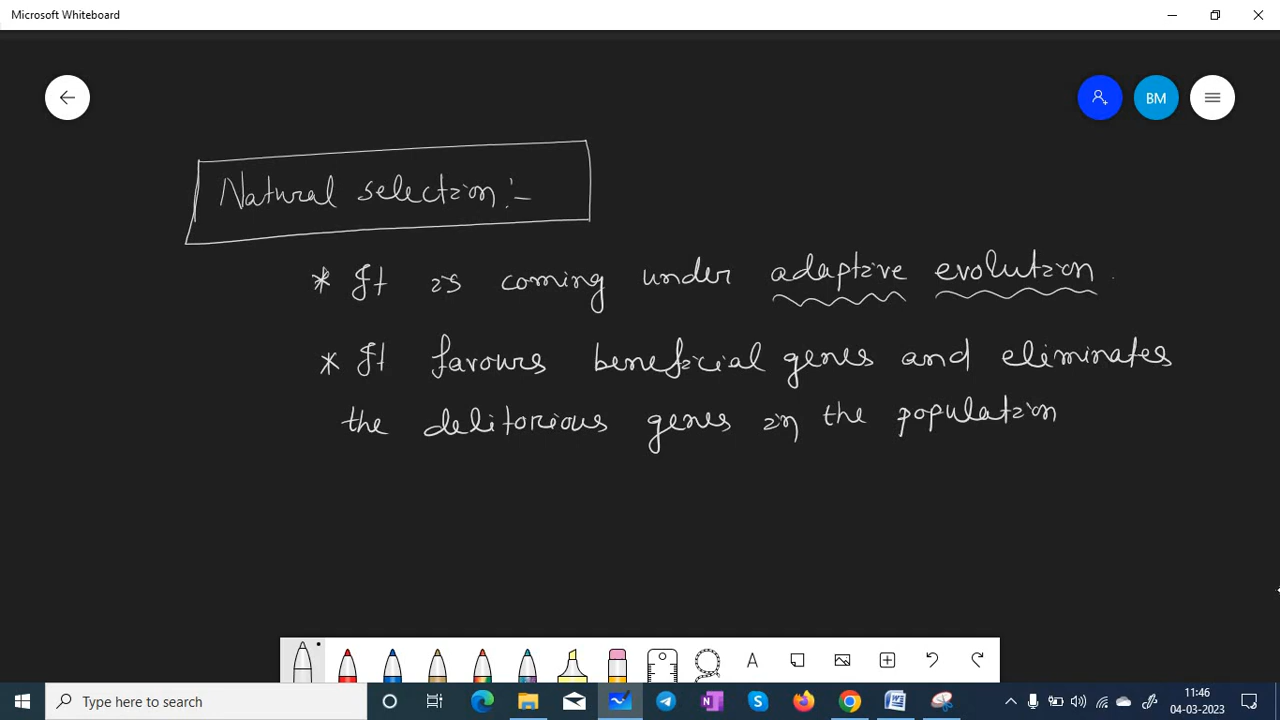 Microsoft Whiteboard
BM
Natural selection :-
* It is coming under adaptive evolution.
* It favours beneficial genes and eliminates
the delitorious genes in the population
A
Type here to search
11:46
04-03-2023